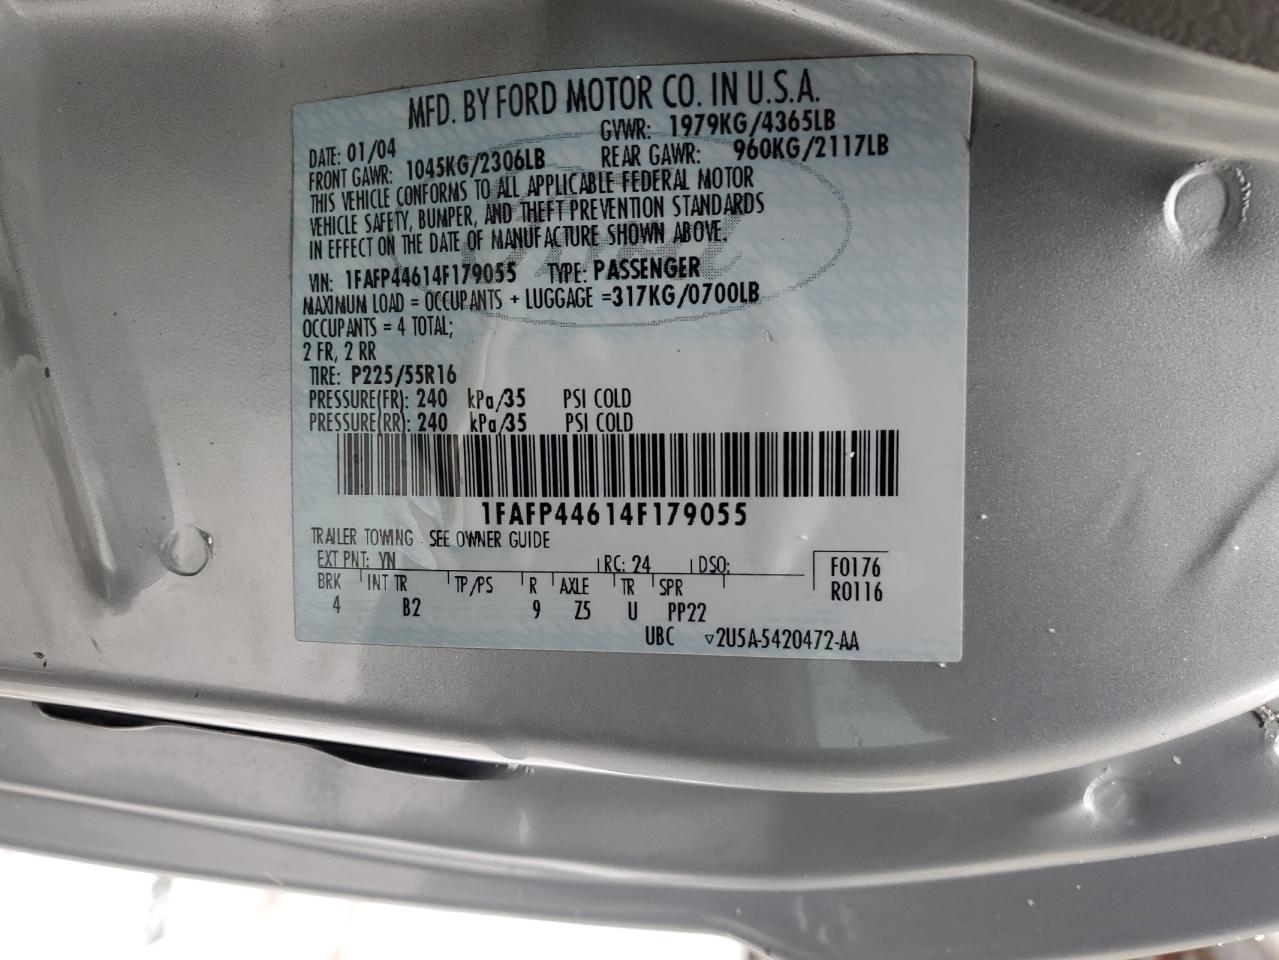 MFD. BY FORD MOTOR CO. IN U.S.A.
DATE: 01/04 GVWR: 1979KG/4365LB
FRONT GAWR: 1045KG/2306LB REAR GAWR: 960KG/2117LB
THIS VEHICLE CONFORMS TO ALL APPLICABLE FEDERAL MOTOR
VEHICLE SAFETY, BUMPER, AND THEFT PREVENTION STANDARDS
IN EFFECT ON THE DATE OF MANUFACTURE SHOWN ABOVE.
VIN: 1FAFP44614F179055 TYPE: PASSENGER
MAXIMUM LOAD = OCCUPANTS + LUGGAGE =317KG/0700LB
OCCUPANTS = 4 TOTAL;
2 FR, 2 RR
TIRE: P225/55R16
PRESSURE(FR): 240 kPa/35 PSI COLD
PRESSURE(RR): 240 kPa/35 PSI COLD
1FAFP44614F179055
TRAILER TOWING - SEE OWNER GUIDE
EXT PNT: YN RC: 24 DSO: F0176
BRK INT TR TP/PS R AXLE TR SPR R0116
4 B2 9 Z5 U PP22
UBC ▿2U5A-5420472-AA